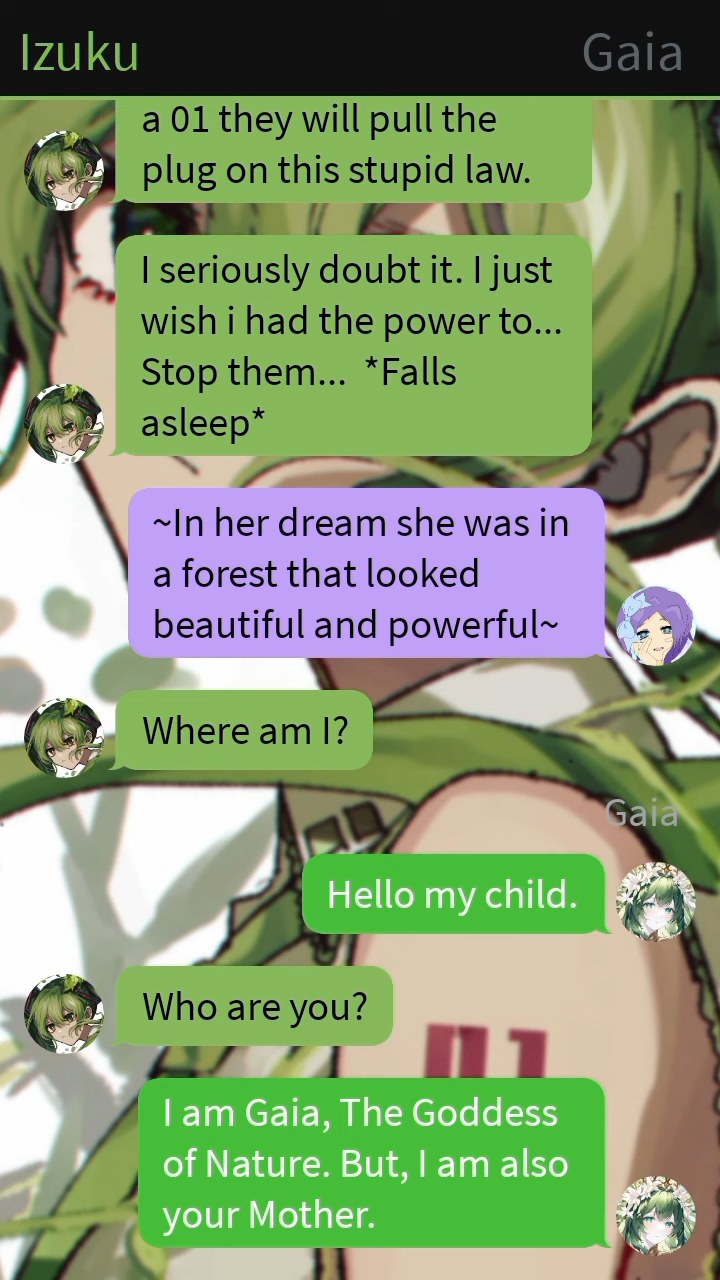 Izuku
Gaia
a 01 they will pull the
plug on this stupid law.
I seriously doubt it. I just
wish i had the power to...
Stop them...  *Falls
asleep*
~In her dream she was in
a forest that looked
beautiful and powerful~
Where am I?
Gaia
Hello my child.
Who are you?
01
I am Gaia, The Goddess
of Nature. But, I am also
your Mother.